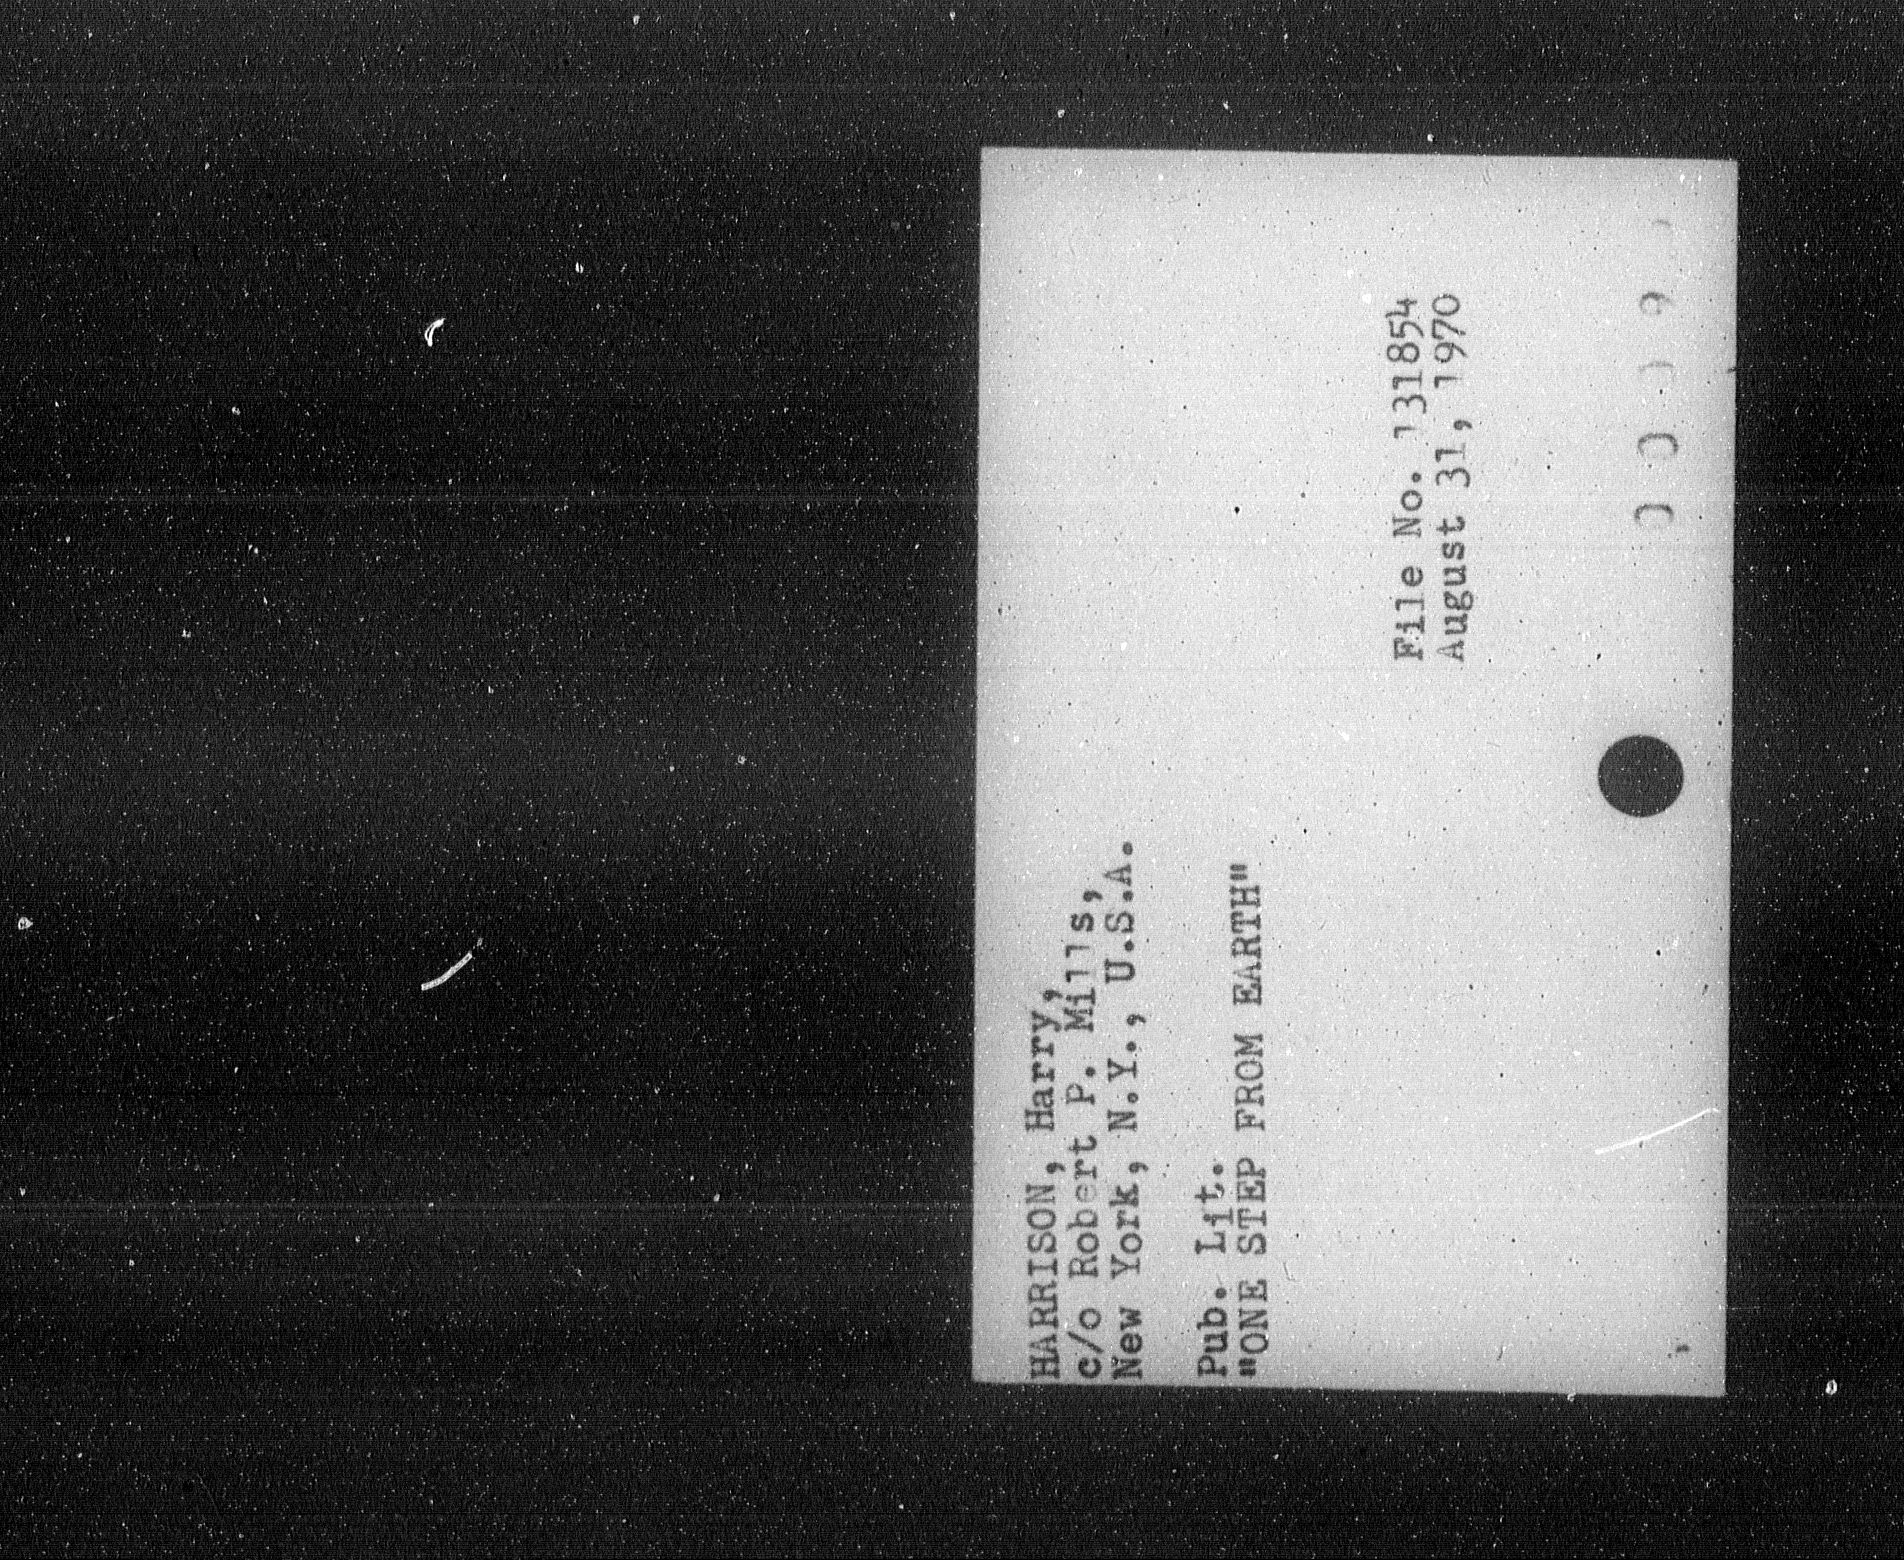 HARRISON, Harry,
c/o Robert P. Mills,
New York, N.Y., U.S.A.
Pub. Lit.
"ONE STEP FROM EARTH"
File No. 131854
August 31, 1970